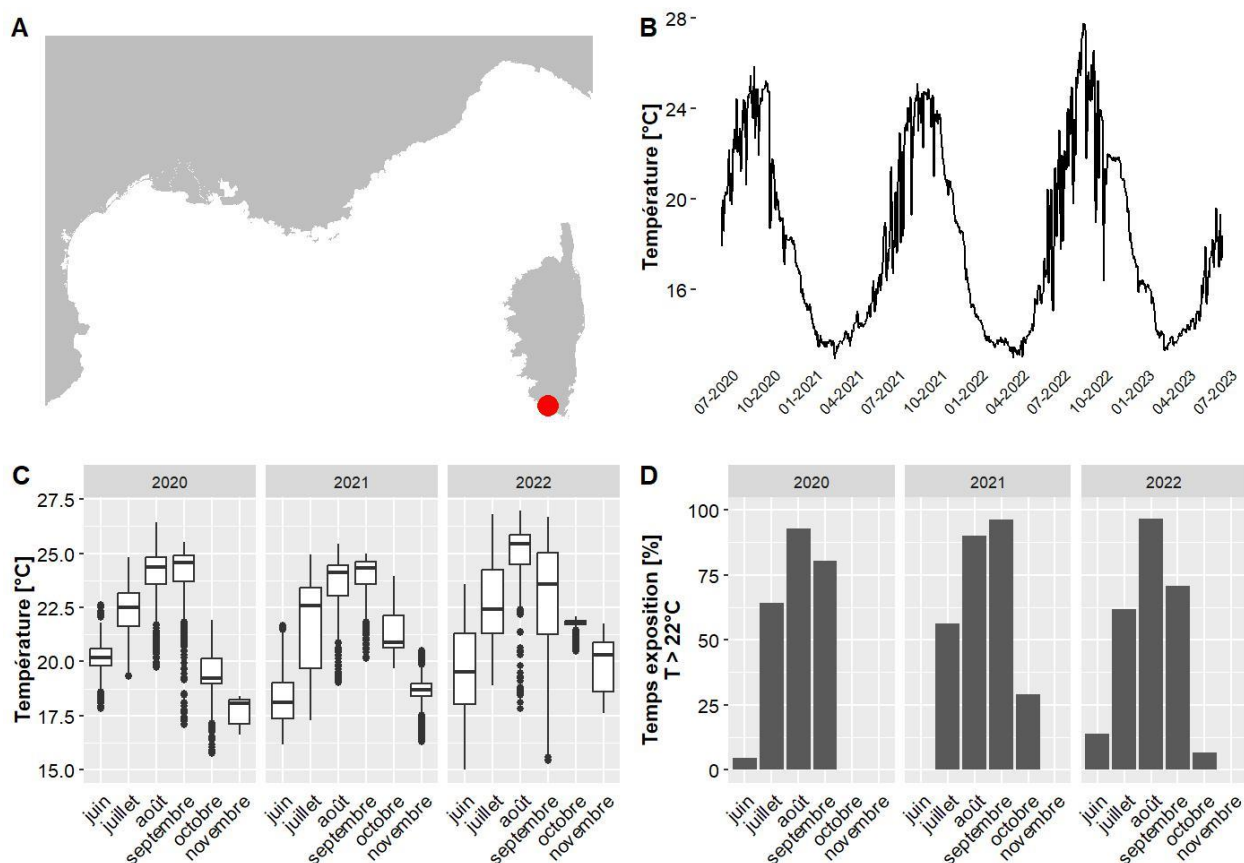 A
B
Température [°C]
28
24
20
16
07-2020
10-2020
01-2021
04-2021
07-2021
10-2021
01-2022
04-2022
07-2022
10-2022
01-2023
04-2023
07-2023
C
Température [°C]
2020
2021
2022
27.5
25.0
22.5
20.0
17.5
15.0
juin
juillet
août
septembre
octobre
novembre
juin
juillet
août
septembre
octobre
novembre
juin
juillet
août
septembre
octobre
novembre
D
Temps exposition [%]
T > 22°C
2020
2021
2022
100
75
50
25
0
juin
juillet
août
septembre
octobre
novembre
juin
juillet
août
septembre
octobre
novembre
juin
juillet
août
septembre
octobre
novembre